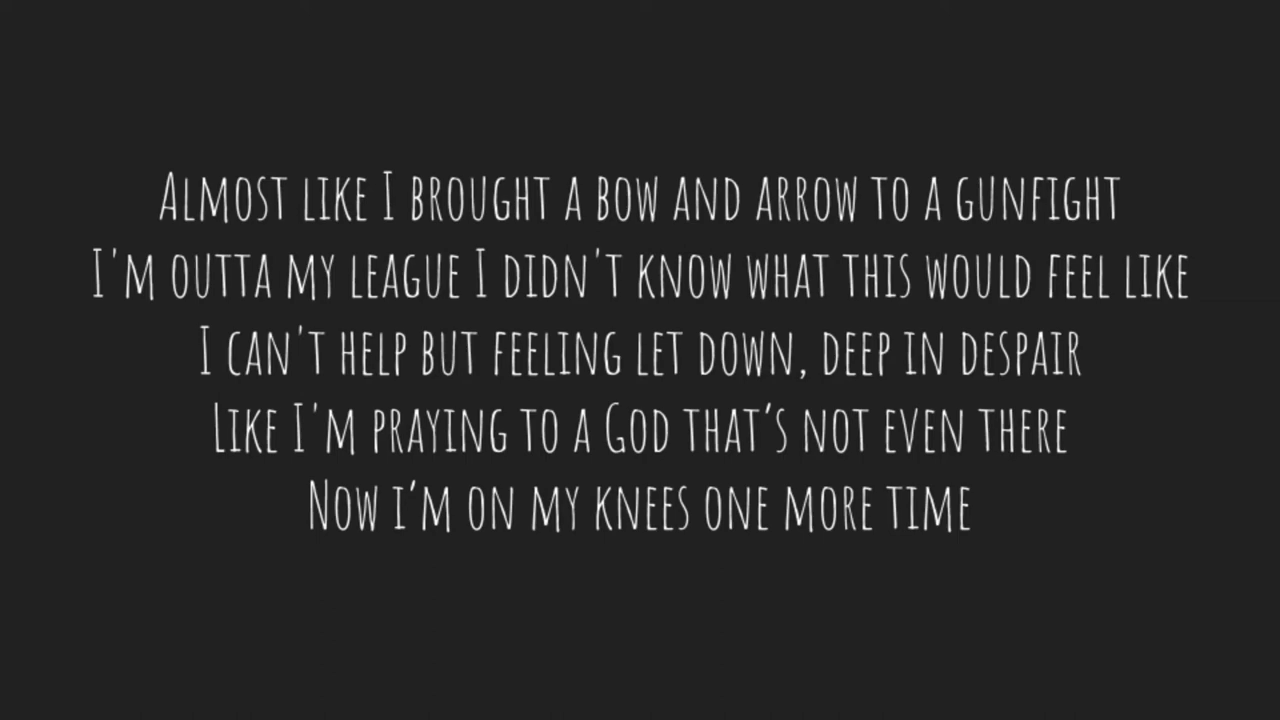 Almost like I brought a bow and arrow to a gunfight
I'm outta my league I didn't know what this would feel like
I can't help but feeling let down, deep in despair
Like I'm praying to a God that’s not even there
Now i’m on my knees one more time